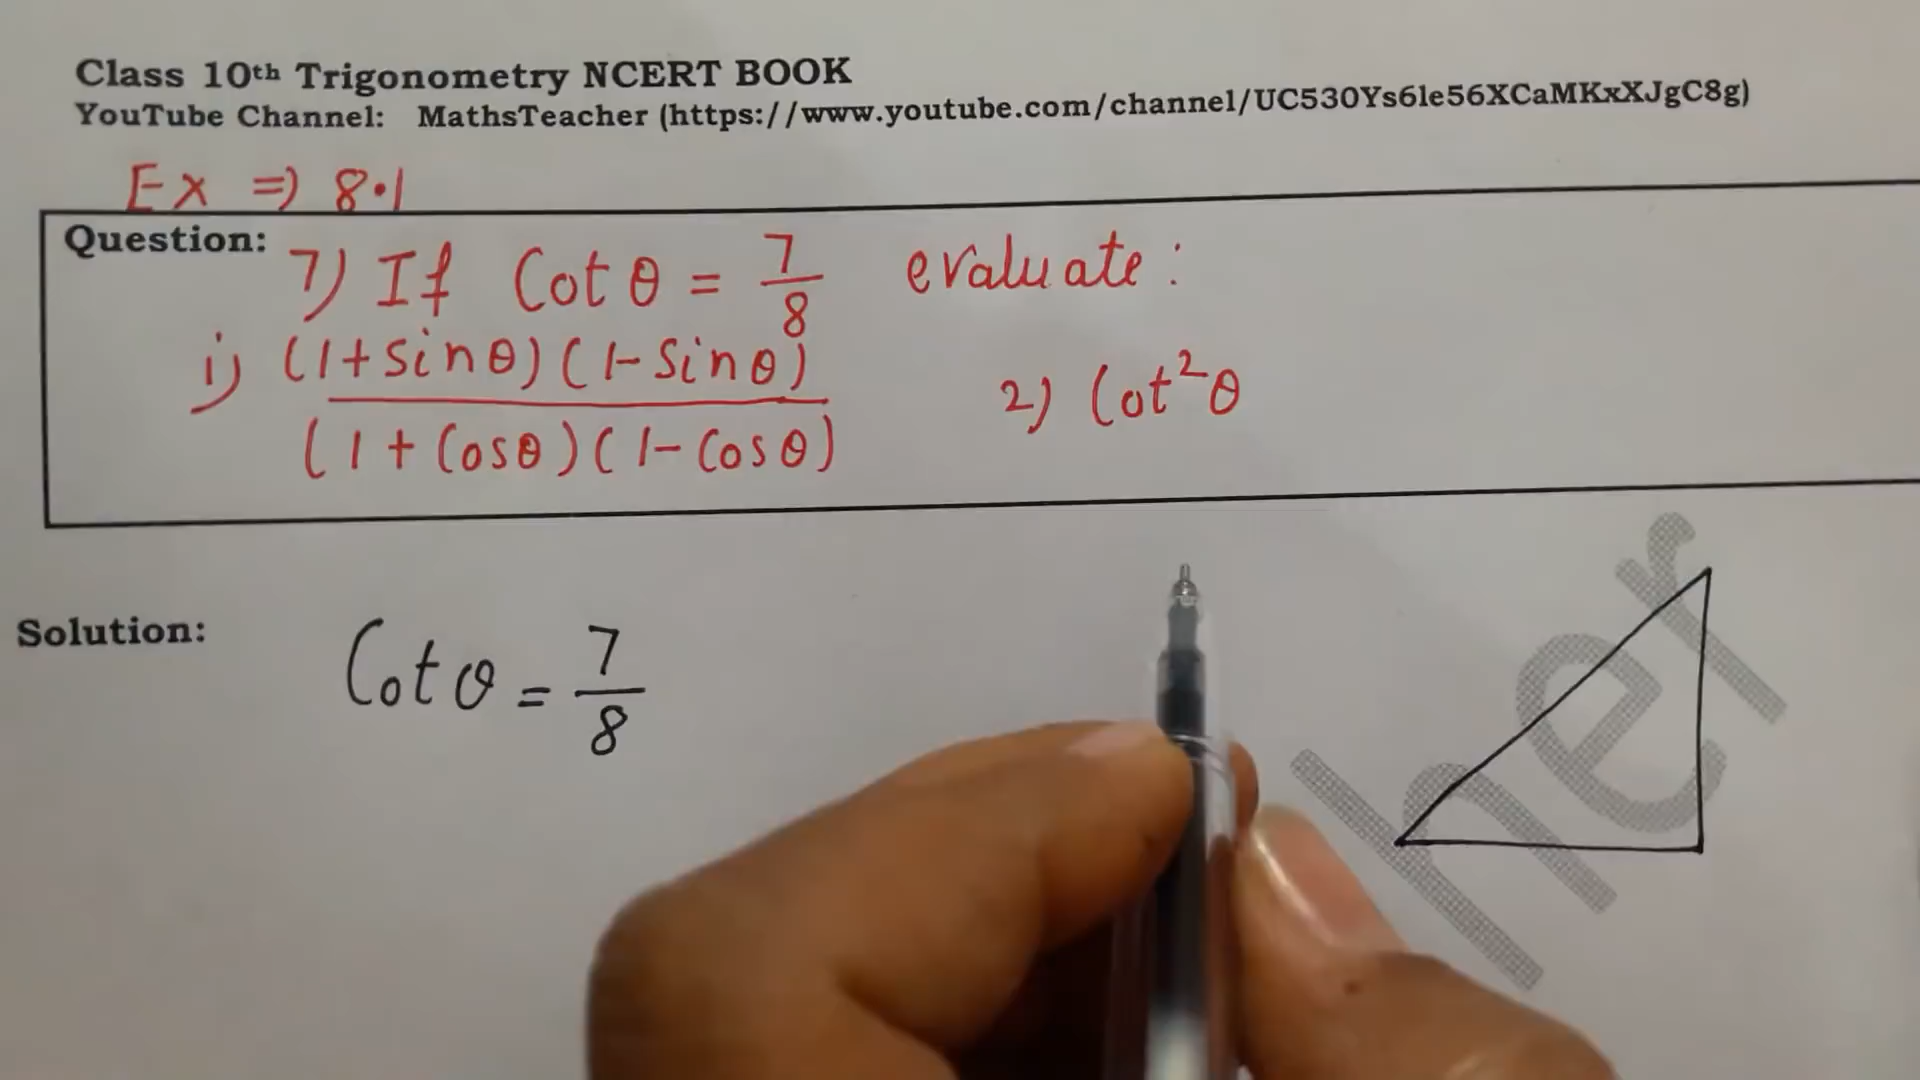 Class 10th Trigonometry NCERT BOOK
YouTube Channel: MathsTeacher (https://www.youtube.com/channel/UC530Ys6le56XCaMKxXJgC8g)
Ex => 8.1
Question: 7) If Cot θ = 7/8 evaluate:
i) (1+sinθ)(1-Sinθ) / (1+Cosθ)(1-Cosθ) 2) Cot²θ
Solution: Cot θ = 7/8
her